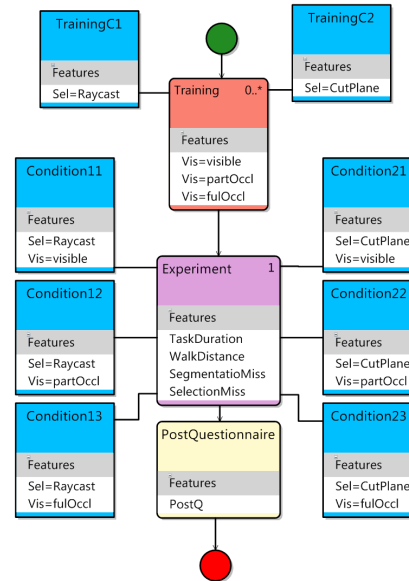 TrainingC1
Features
Sel=Raycast
TrainingC2
Features
Sel=CutPlane
Training 0..*
Features
Vis=visible
Vis=partOccl
Vis=fulOccl
Condition11
Features
Sel=Raycast
Vis=visible
Condition21
Features
Sel=CutPlane
Vis=visible
Experiment 1
Features
TaskDuration
WalkDistance
SegmentatioMiss
SelectionMiss
Condition12
Features
Sel=Raycast
Vis=partOccl
Condition22
Features
Sel=CutPlane
Vis=partOccl
Condition13
Features
Sel=Raycast
Vis=fulOccl
Condition23
Features
Sel=CutPlane
Vis=fulOccl
PostQuestionnaire
Features
PostQ